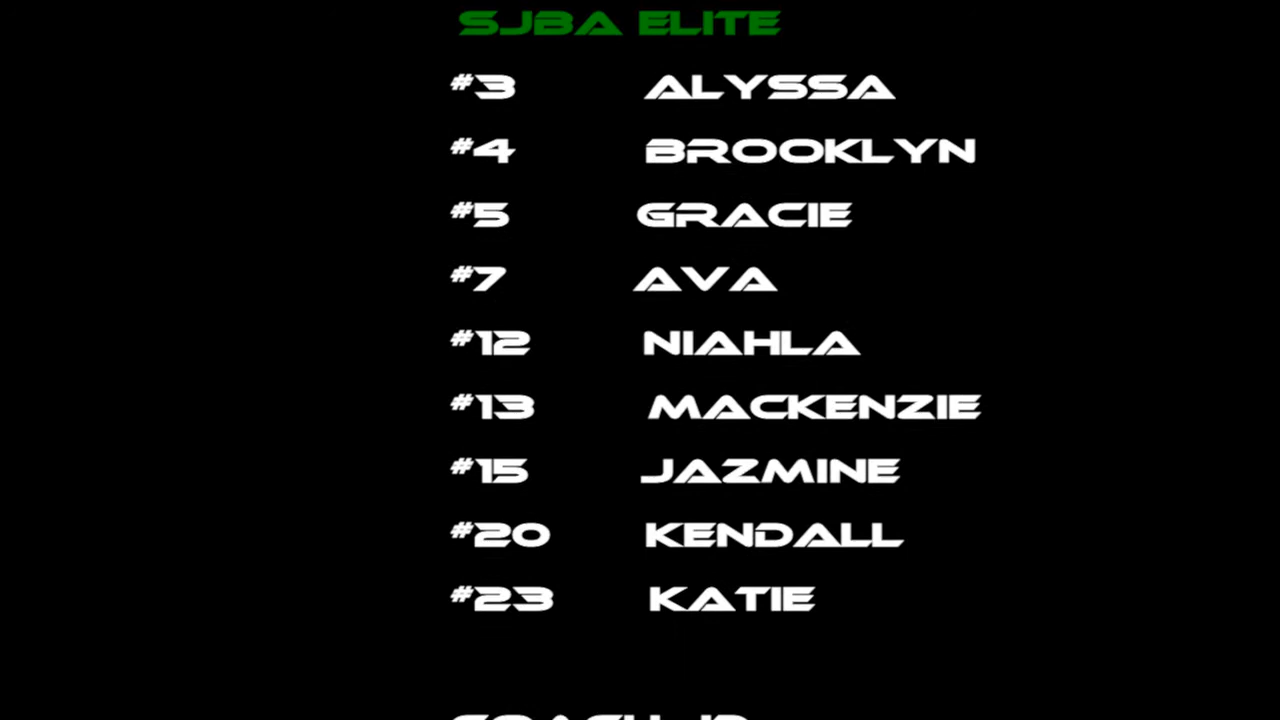 SJBA ELITE
#3 ALYSSA
#4 BROOKLYN
#5 GRACIE
#7 AVA
#12 NIAHLA
#13 MACKENZIE
#15 JAZMINE
#20 KENDALL
#23 KATIE
COACH